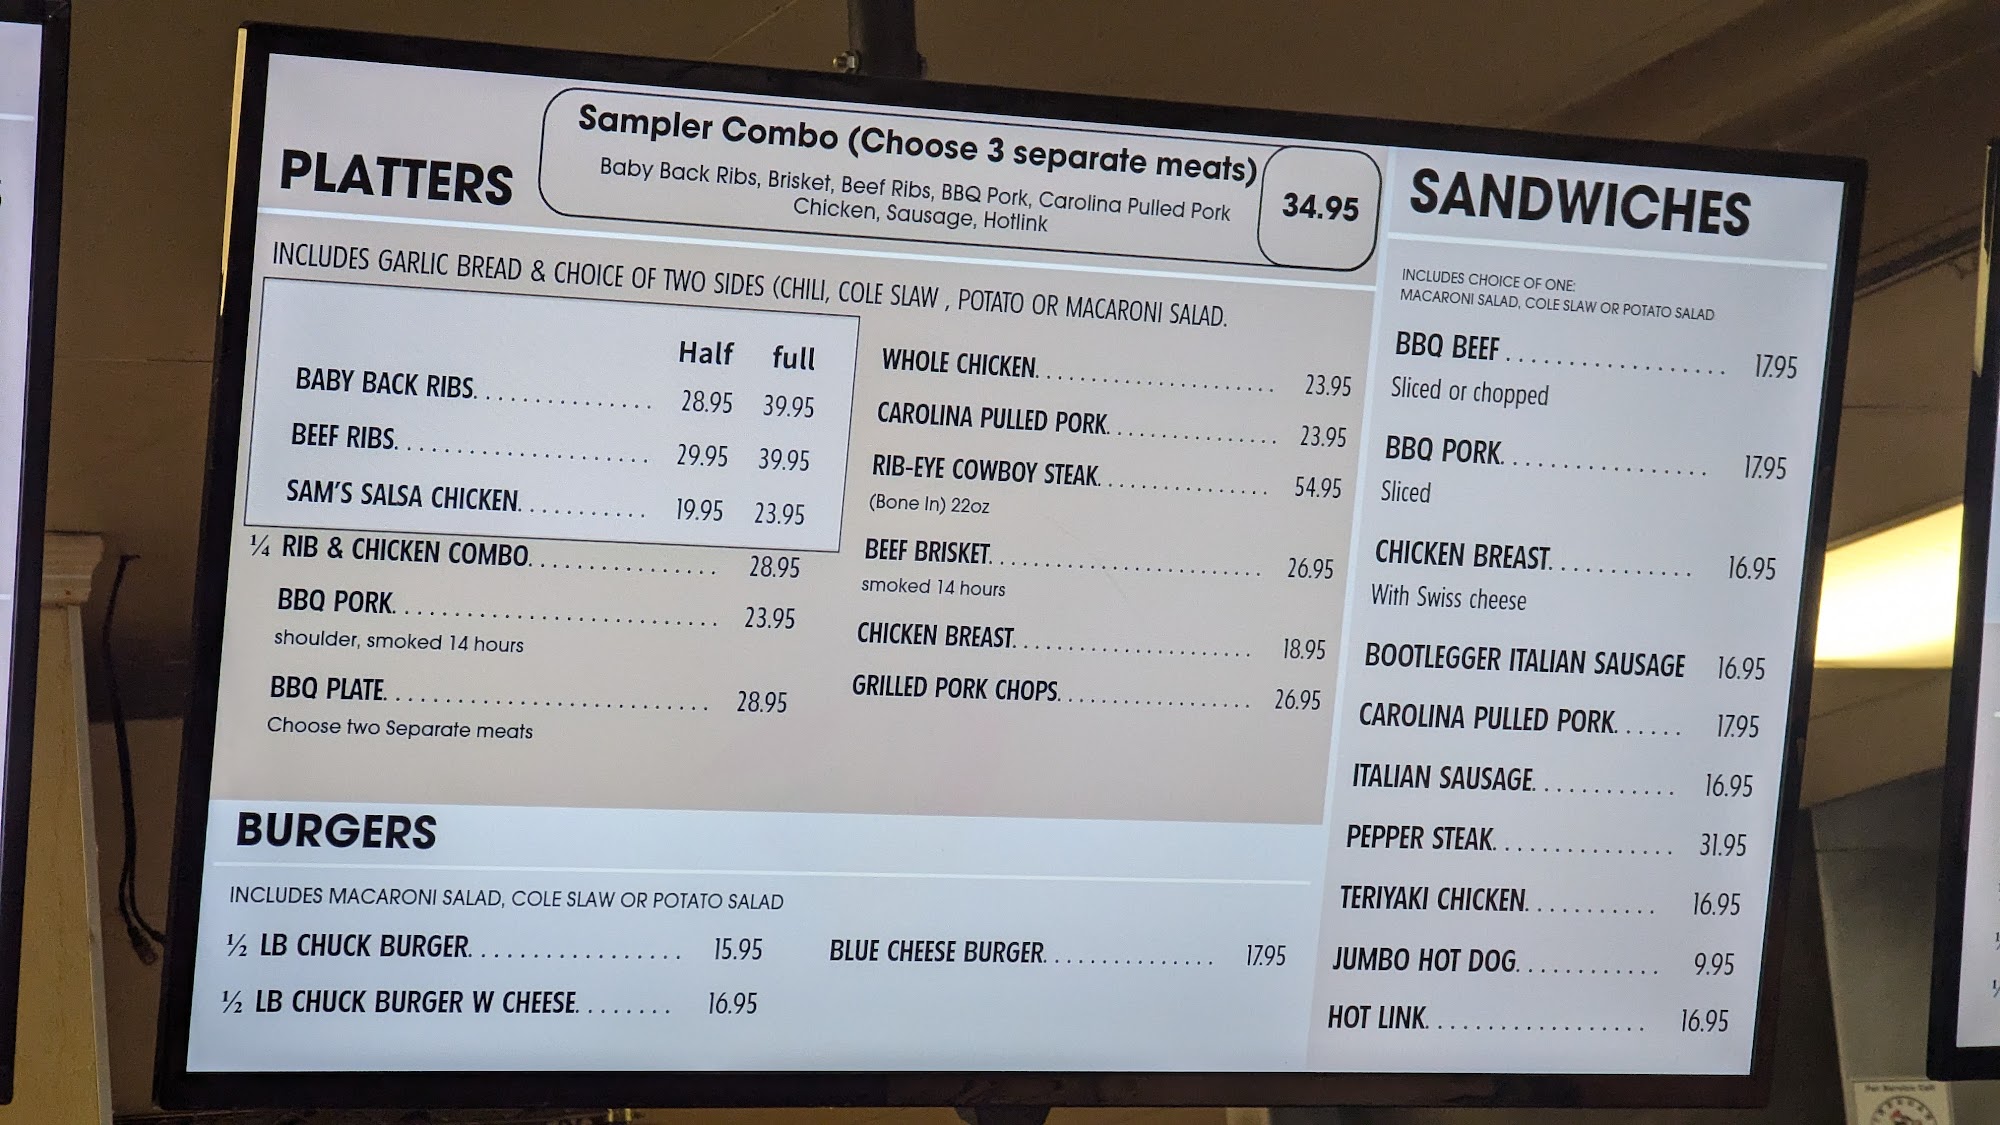 PLATTERS
Sampler Combo (Choose 3 separate meats)
Baby Back Ribs, Brisket, Beef Ribs, BBQ Pork, Carolina Pulled Pork
Chicken, Sausage, Hotlink
34.95
INCLUDES GARLIC BREAD & CHOICE OF TWO SIDES (CHILI, COLE SLAW , POTATO OR MACARONI SALAD.
Half full
BABY BACK RIBS................ 28.95 39.95
BEEF RIBS...................... 29.95 39.95
SAM'S SALSA CHICKEN........... 19.95 23.95
¼ RIB & CHICKEN COMBO................ 28.95
BBQ PORK............................ 23.95
shoulder, smoked 14 hours
BBQ PLATE............................ 28.95
Choose two Separate meats
WHOLE CHICKEN...................... 23.95
CAROLINA PULLED PORK............... 23.95
RIB-EYE COWBOY STEAK............... 54.95
(Bone In) 22oz
BEEF BRISKET........................ 26.95
smoked 14 hours
CHICKEN BREAST..................... 18.95
GRILLED PORK CHOPS................. 26.95
BURGERS
INCLUDES MACARONI SALAD, COLE SLAW OR POTATO SALAD
½ LB CHUCK BURGER.................. 15.95
½ LB CHUCK BURGER W CHEESE........ 16.95
BLUE CHEESE BURGER............... 17.95
SANDWICHES
INCLUDES CHOICE OF ONE:
MACARONI SALAD, COLE SLAW OR POTATO SALAD
BBQ BEEF.................. 17.95
Sliced or chopped
BBQ PORK................. 17.95
Sliced
CHICKEN BREAST............ 16.95
With Swiss cheese
BOOTLEGGER ITALIAN SAUSAGE 16.95
CAROLINA PULLED PORK...... 17.95
ITALIAN SAUSAGE............ 16.95
PEPPER STEAK............... 31.95
TERIYAKI CHICKEN........... 16.95
JUMBO HOT DOG............. 9.95
HOT LINK................... 16.95